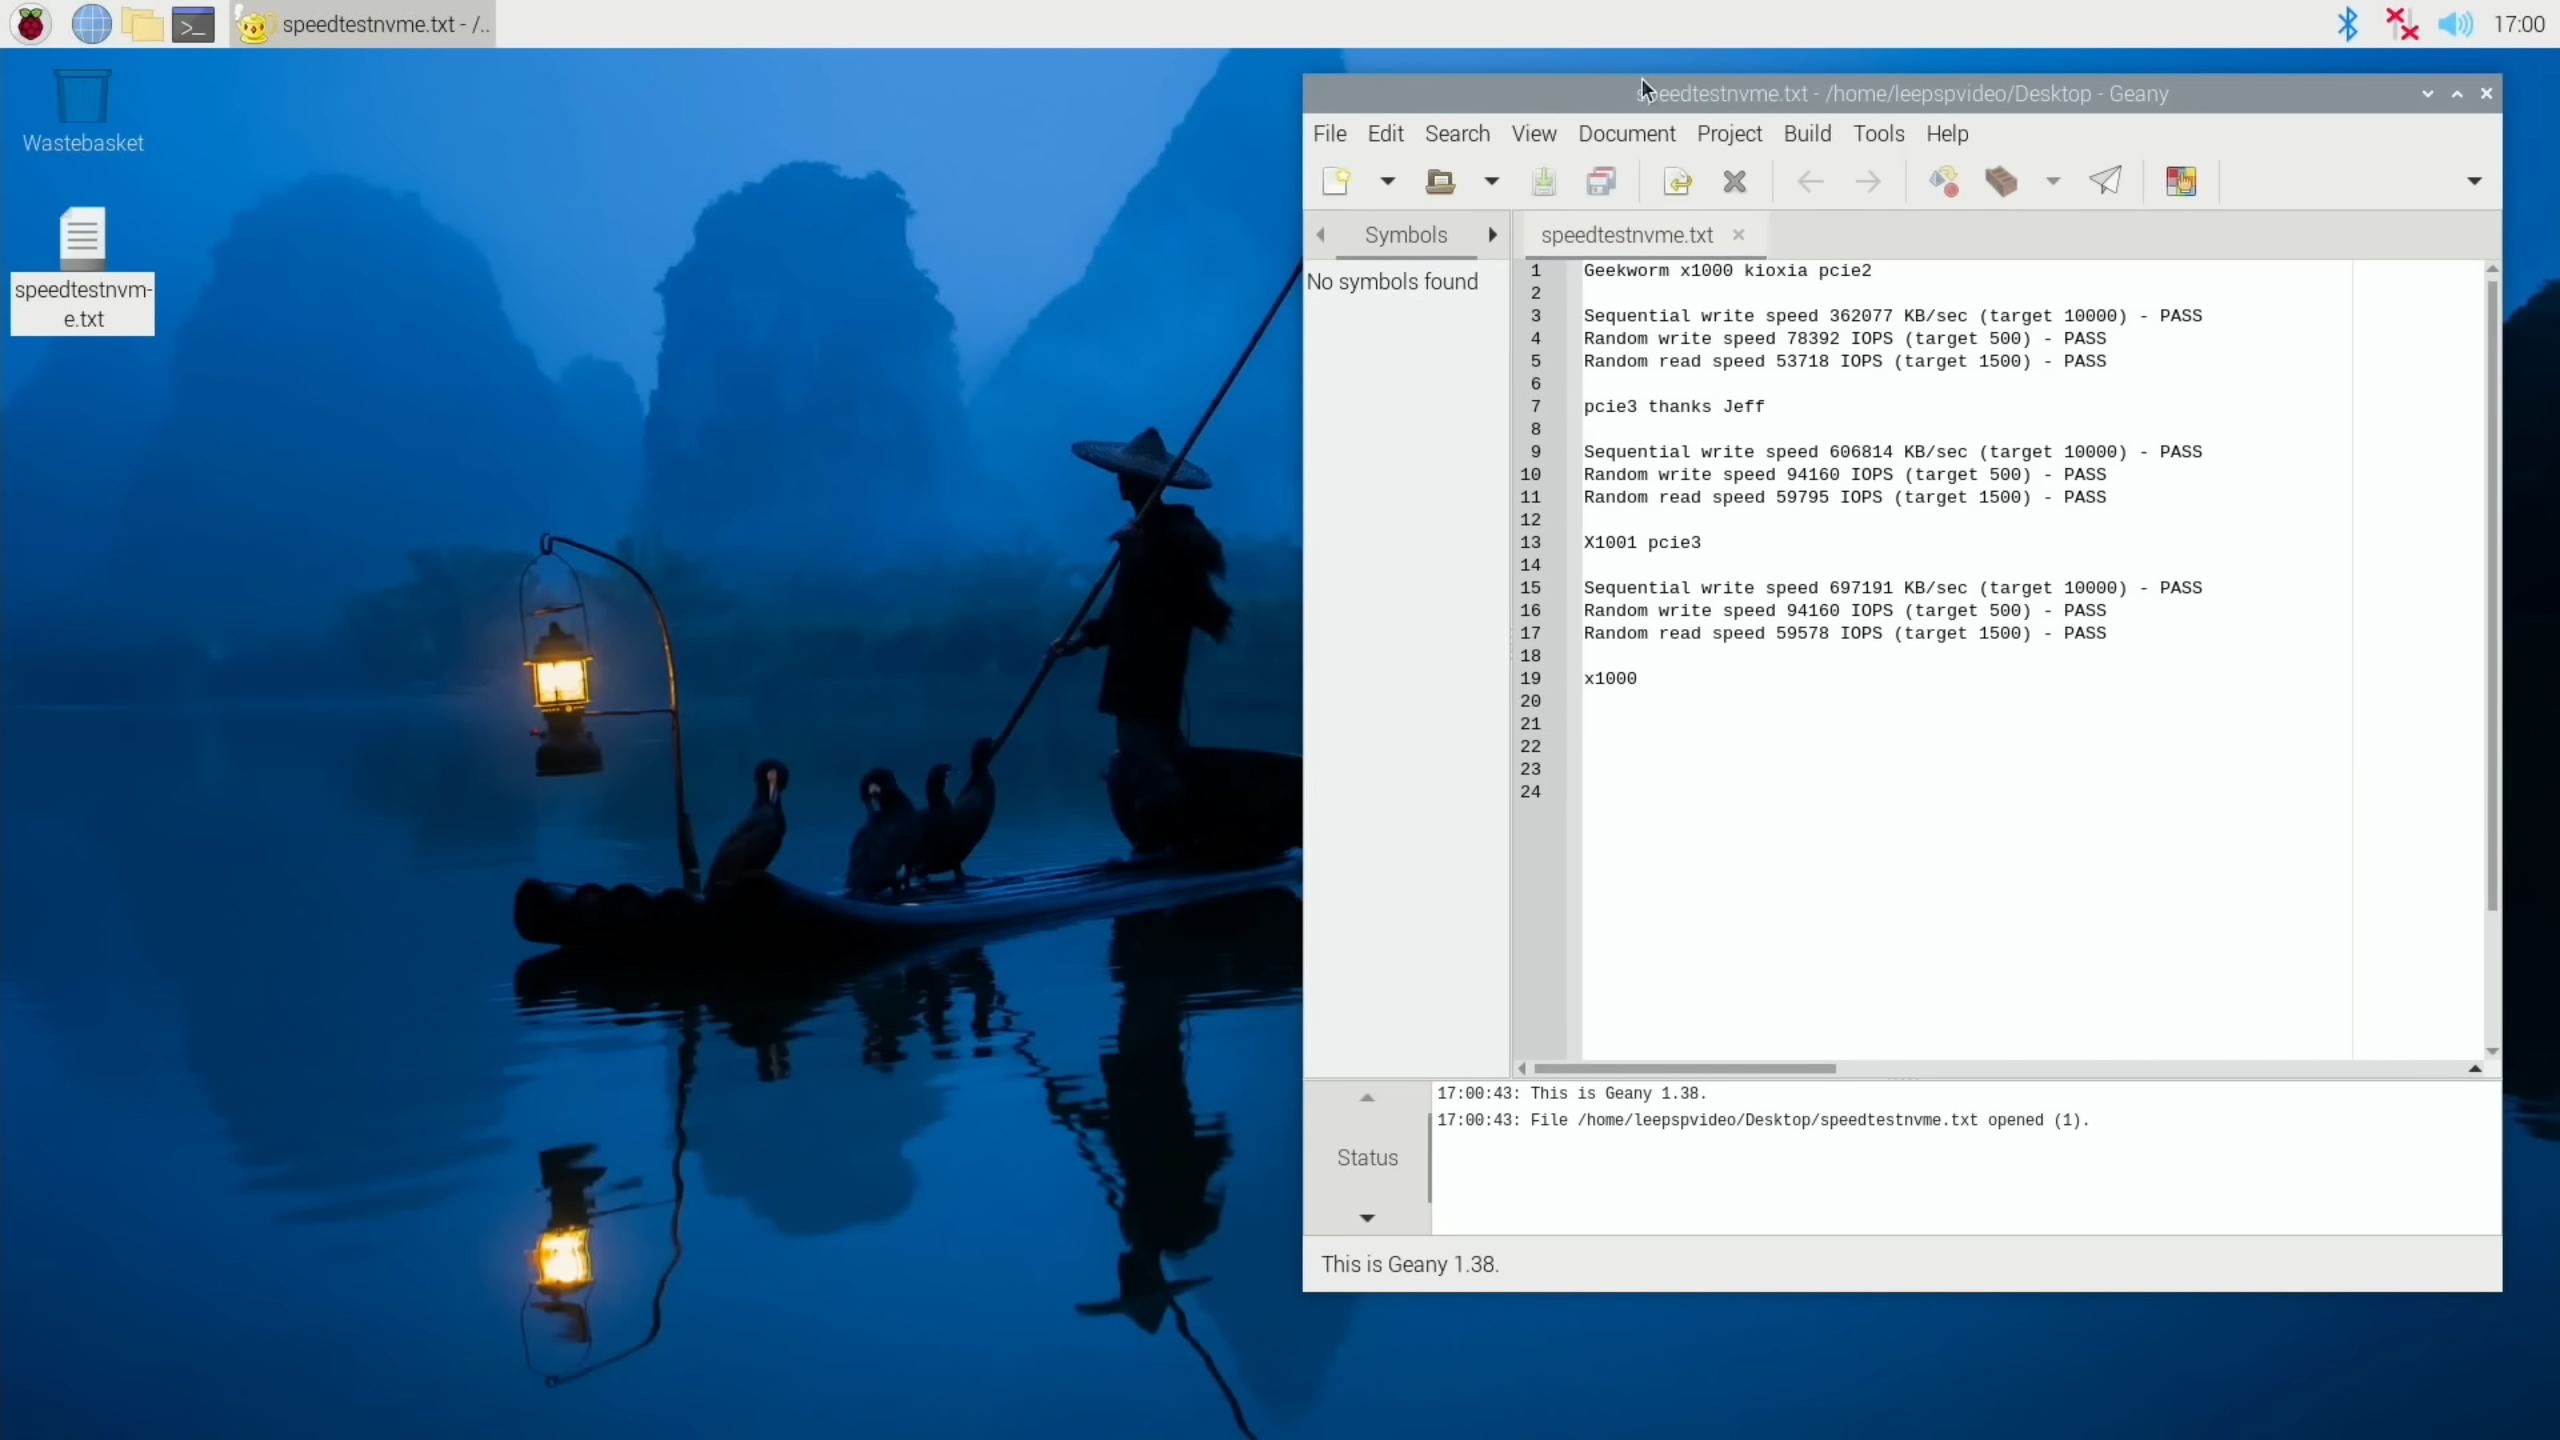 speedtestnvme.txt - /..
17:00
Wastebasket
speedtestnvm-
e.txt
speedtestnvme.txt - /home/leepspvideo/Desktop - Geany
File Edit Search View Document Project Build Tools Help
Symbols
speedtestnvme.txt
No symbols found
1 Geekworm x1000 kioxia pcie2
2
3 Sequential write speed 362077 KB/sec (target 10000) - PASS
4 Random write speed 78392 IOPS (target 500) - PASS
5 Random read speed 53718 IOPS (target 1500) - PASS
6
7 pcie3 thanks Jeff
8
9 Sequential write speed 606814 KB/sec (target 10000) - PASS
10 Random write speed 94160 IOPS (target 500) - PASS
11 Random read speed 59795 IOPS (target 1500) - PASS
12
13 X1001 pcie3
14
15 Sequential write speed 697191 KB/sec (target 10000) - PASS
16 Random write speed 94160 IOPS (target 500) - PASS
17 Random read speed 59578 IOPS (target 1500) - PASS
18
19 x1000
20
21
22
23
24
17:00:43: This is Geany 1.38.
17:00:43: File /home/leepspvideo/Desktop/speedtestnvme.txt opened (1).
Status
This is Geany 1.38.